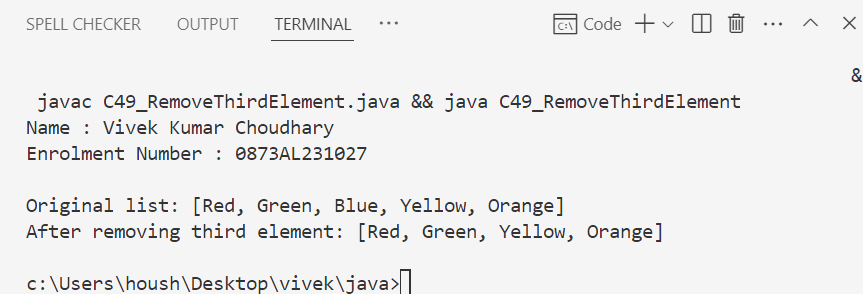 SPELL CHECKER OUTPUT TERMINAL ··· Code ···
&
javac C49_RemoveThirdElement.java && java C49_RemoveThirdElement
Name : Vivek Kumar Choudhary
Enrolment Number : 0873AL231027
Original list: [Red, Green, Blue, Yellow, Orange]
After removing third element: [Red, Green, Yellow, Orange]
c:\Users\housh\Desktop\vivek\java>